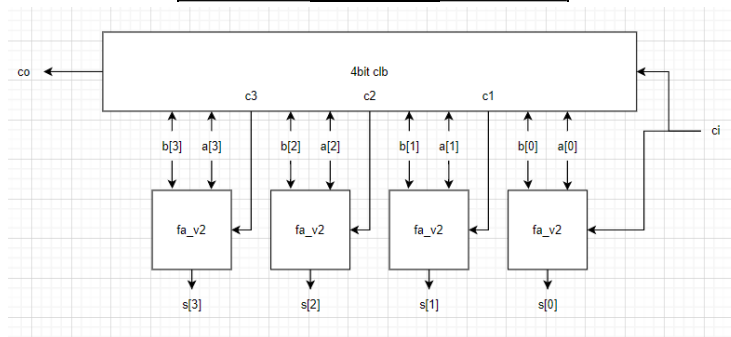 co
4bit clb
c3 c2 c1
ci
b[3] a[3] b[2] a[2] b[1] a[1] b[0] a[0]
fa_v2 fa_v2 fa_v2 fa_v2
s[3] s[2] s[1] s[0]